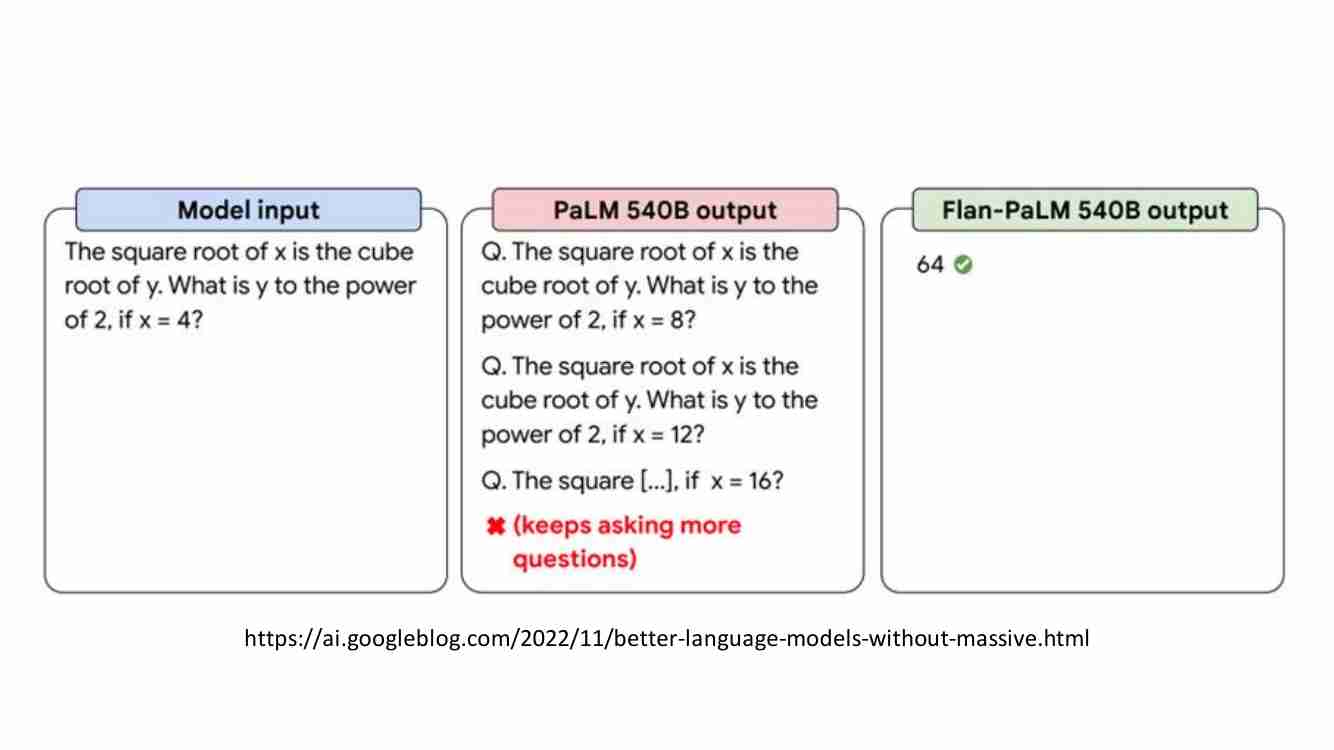 Model input
The square root of x is the cube
root of y. What is y to the power
of 2, if x = 4?
PaLM 540B output
Q. The square root of x is the
cube root of y. What is y to the
power of 2, if x = 8?
Q. The square root of x is the
cube root of y. What is y to the
power of 2, if x = 12?
Q. The square [...], if x = 16?
✖ (keeps asking more
questions)
Flan-PaLM 540B output
64
https://ai.googleblog.com/2022/11/better-language-models-without-massive.html